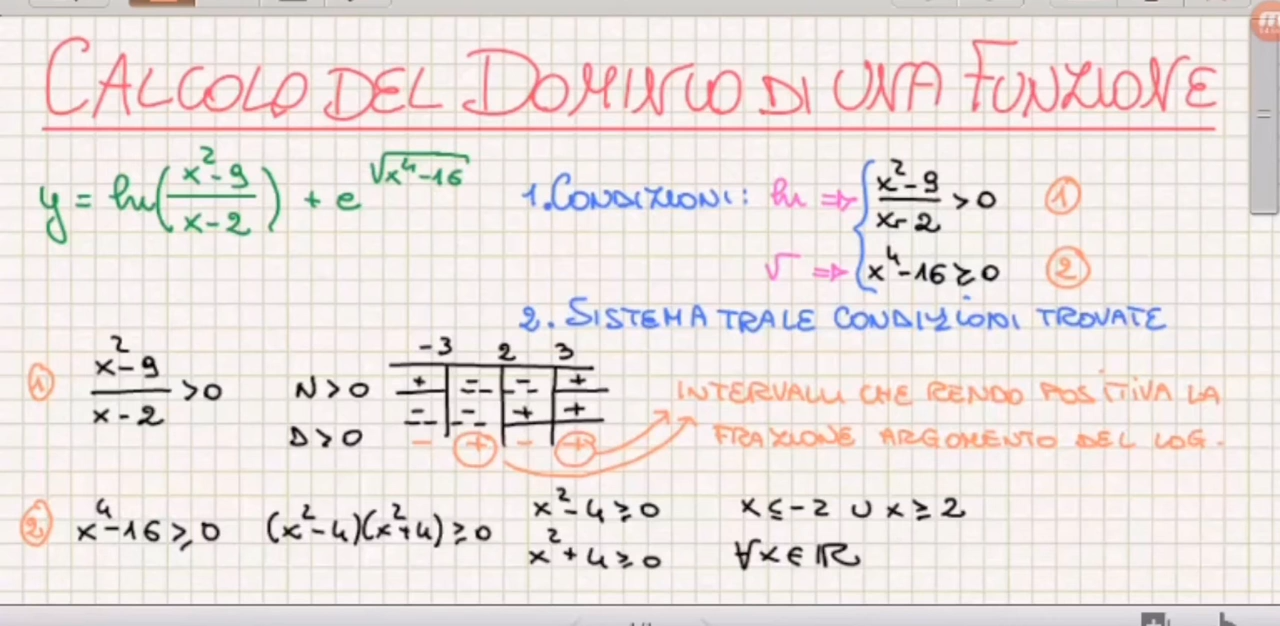 CALCOLO DEL DOMINIO DI UNA FUNZIONE
y = ln((x²-9)/(x-2)) + e^√(x⁴-16)
1. CONDIZIONI: ln ⇒ (x²-9)/(x-2) > 0 ①
√ ⇒ x⁴-16 ≥ 0 ②
2. SISTEMA TRA LE CONDIZIONI TROVATE
① (x²-9)/(x-2) > 0
-3 2 3
N > 0 + - - +
D > 0 - - + +
- + - +
INTERVALLI CHE RENDO POSITIVA LA
FRAZIONE ARGOMENTO DEL LOG.
② x⁴-16 ≥ 0 (x²-4)(x²+4) ≥ 0 x²-4 ≥ 0 x ≤ -2 ∪ x ≥ 2
x²+4 ≥ 0 ∀x ∈ ℝ